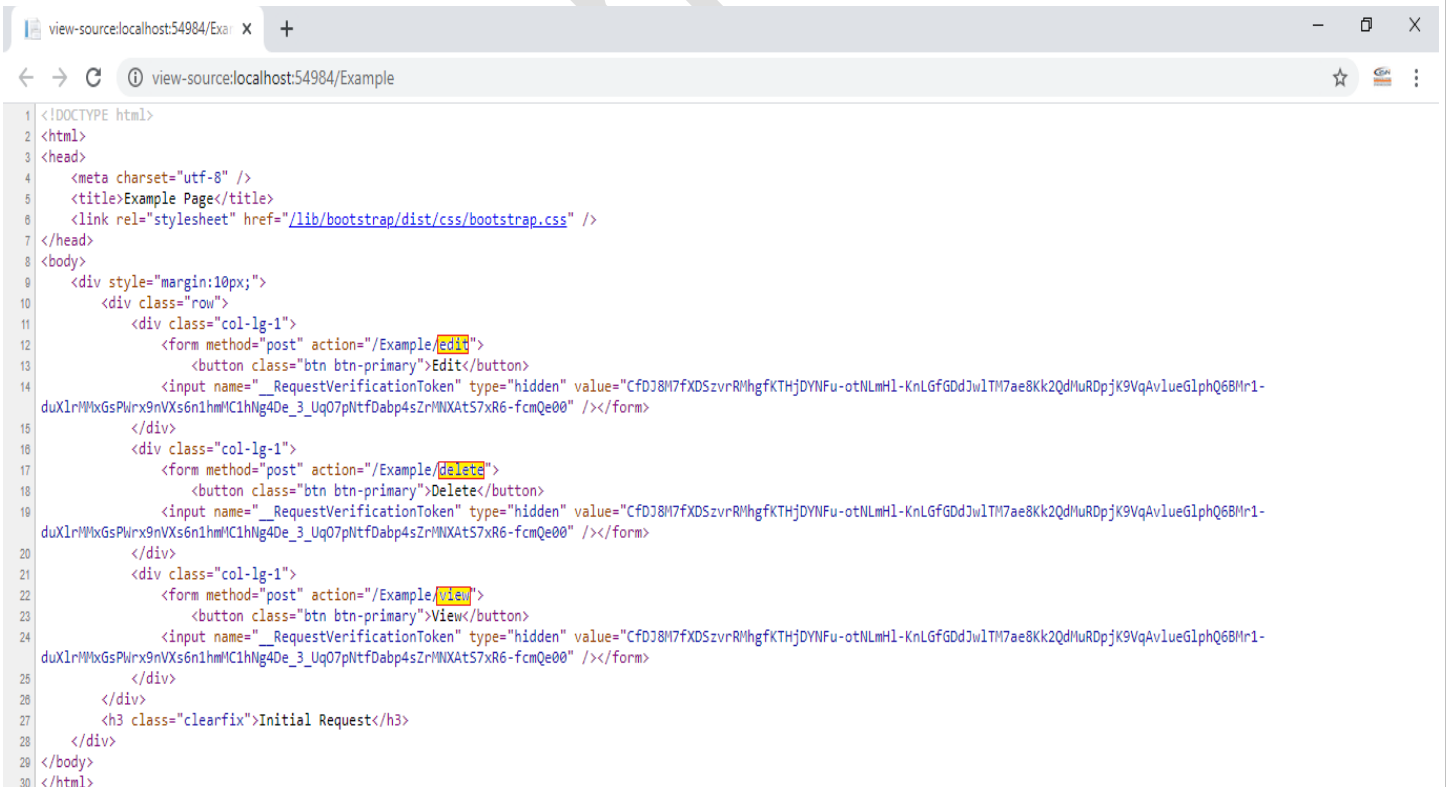 view-source:localhost:54984/Exar
view-source:localhost:54984/Example
1 <!DOCTYPE html>
2 <html>
3 <head>
4 <meta charset="utf-8" />
5 <title>Example Page</title>
6 <link rel="stylesheet" href="/lib/bootstrap/dist/css/bootstrap.css" />
7 </head>
8 <body>
9 <div style="margin:10px;">
10 <div class="row">
11 <div class="col-lg-1">
12 <form method="post" action="/Example/edit">
13 <button class="btn btn-primary">Edit</button>
14 <input name="__RequestVerificationToken" type="hidden" value="CfDJ8M7fXDSzvrRMhgfKTHjDYNFu-otNLmHl-KnLGfGDdJwlTM7ae8Kk2QdMuRDpjK9VqAvlueGlphQ6BMr1-
duXlrMMxGsPWrx9nVXs6n1hmMC1hNg4De_3_UqO7pNtfDabp4sZrMNXAtS7xR6-fcmQe00" /></form>
15 </div>
16 <div class="col-lg-1">
17 <form method="post" action="/Example/delete">
18 <button class="btn btn-primary">Delete</button>
19 <input name="__RequestVerificationToken" type="hidden" value="CfDJ8M7fXDSzvrRMhgfKTHjDYNFu-otNLmHl-KnLGfGDdJwlTM7ae8Kk2QdMuRDpjK9VqAvlueGlphQ6BMr1-
duXlrMMxGsPWrx9nVXs6n1hmMC1hNg4De_3_UqO7pNtfDabp4sZrMNXAtS7xR6-fcmQe00" /></form>
20 </div>
21 <div class="col-lg-1">
22 <form method="post" action="/Example/view">
23 <button class="btn btn-primary">View</button>
24 <input name="__RequestVerificationToken" type="hidden" value="CfDJ8M7fXDSzvrRMhgfKTHjDYNFu-otNLmHl-KnLGfGDdJwlTM7ae8Kk2QdMuRDpjK9VqAvlueGlphQ6BMr1-
duXlrMMxGsPWrx9nVXs6n1hmMC1hNg4De_3_UqO7pNtfDabp4sZrMNXAtS7xR6-fcmQe00" /></form>
25 </div>
26 </div>
27 <h3 class="clearfix">Initial Request</h3>
28 </div>
29 </body>
30 </html>